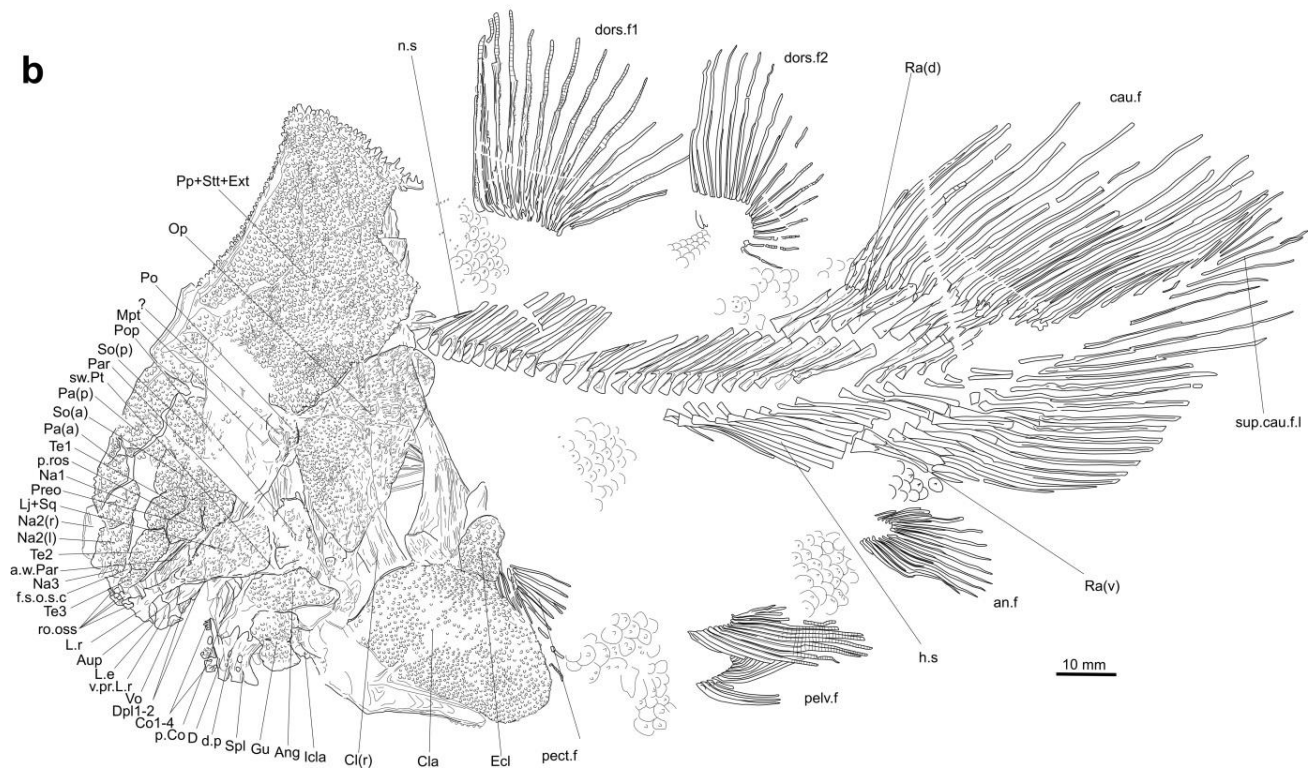 b
n.s
dors.f1
dors.f2
Ra(d)
cau.f
Pp+Stt+Ext
Op
Po
?
Mpt
Pop
So(p)
Par
sw.Pt
Pa(p)
So(a)
Pa(a)
Te1
p.ros
Na1
Preo
Lj+Sq
Na2(r)
Na2(l)
Te2
a.w.Par
Na3
f.s.o.s.c
Te3
ro.oss
L.r
Aup
L.e
v.pr.L.r
Vo
Dpl1-2
Co1-4
p.Co
D
d.p
Spl
Gu
Ang
Icla
Cl(r)
Cla
Ecl
pect.f
pelv.f
h.s
an.f
Ra(v)
sup.cau.f.l
10 mm